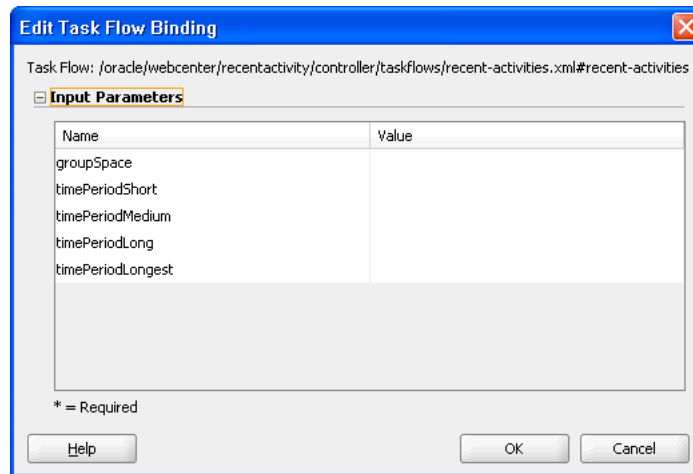 Edit Task Flow Binding
Task Flow: /oracle/webcenter/recentactivity/controller/taskflows/recent-activities.xml#recent-activities
Input Parameters
Name Value
groupSpace
timePeriodShort
timePeriodMedium
timePeriodLong
timePeriodLongest
* = Required
Help OK Cancel